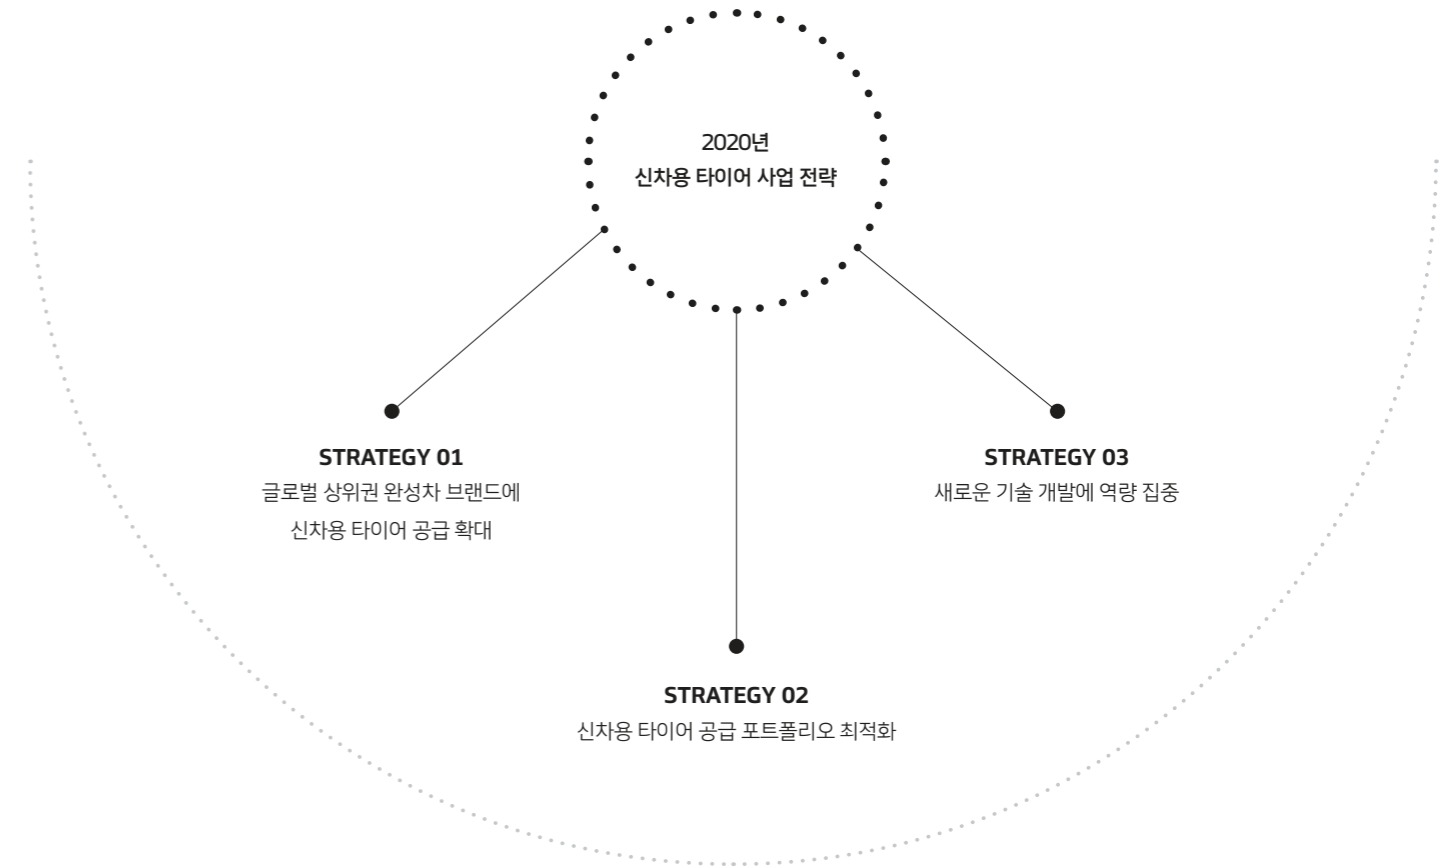 2020년
신차용 타이어 사업 전략
STRATEGY 01
글로벌 상위권 완성차 브랜드에
신차용 타이어 공급 확대
STRATEGY 02
신차용 타이어 공급 포트폴리오 최적화
STRATEGY 03
새로운 기술 개발에 역량 집중